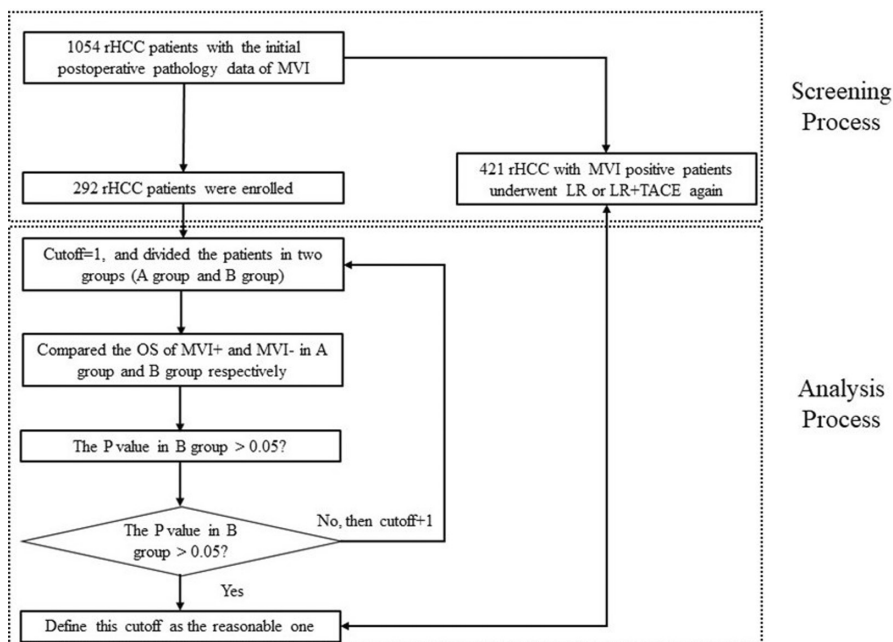 1054 rHCC patients with the initial
postoperative pathology data of MVI
Screening
Process
421 rHCC with MVI positive patients
underwent LR or LR+TACE again
292 rHCC patients were enrolled
Cutoff=1, and divided the patients in two
groups (A group and B group)
Compared the OS of MVI+ and MVI- in A
group and B group respectively
Analysis
Process
The P value in B group > 0.05?
No, then cutoff+1
The P value in B
group > 0.05?
Yes
Define this cutoff as the reasonable one